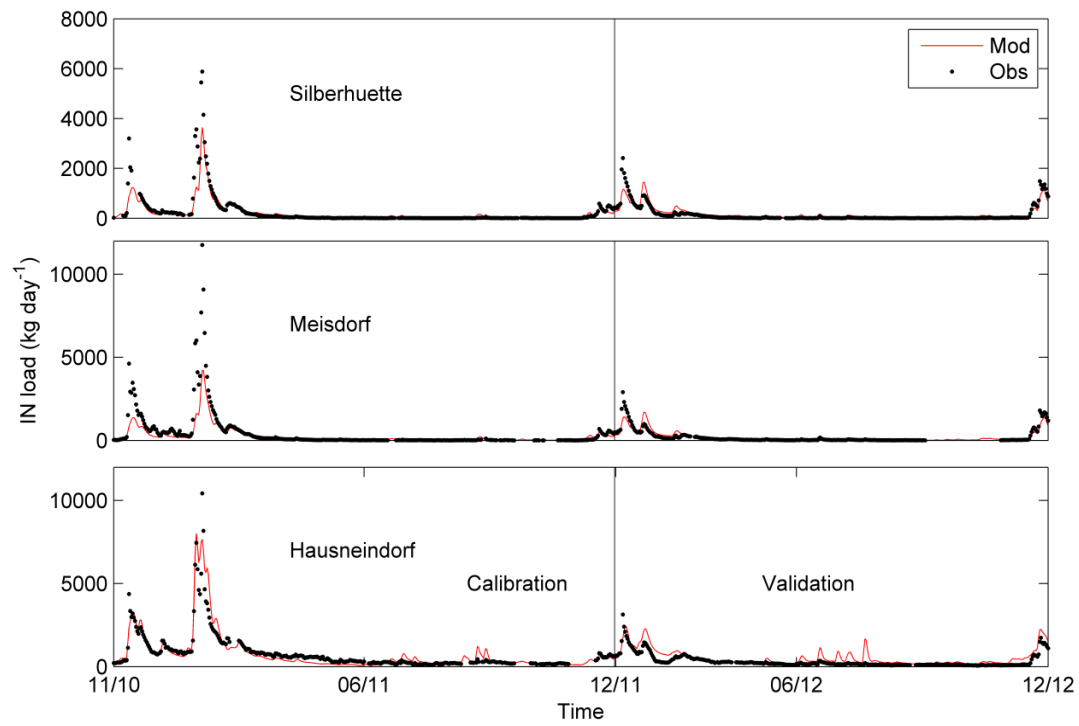 8000
6000
4000
2000
0
Silberhuette
Mod
Obs
10000
5000
0
Meisdorf
IN load (kg day⁻¹)
10000
5000
0
Hausneindorf
Calibration
Validation
11/10
06/11
12/11
06/12
12/12
Time